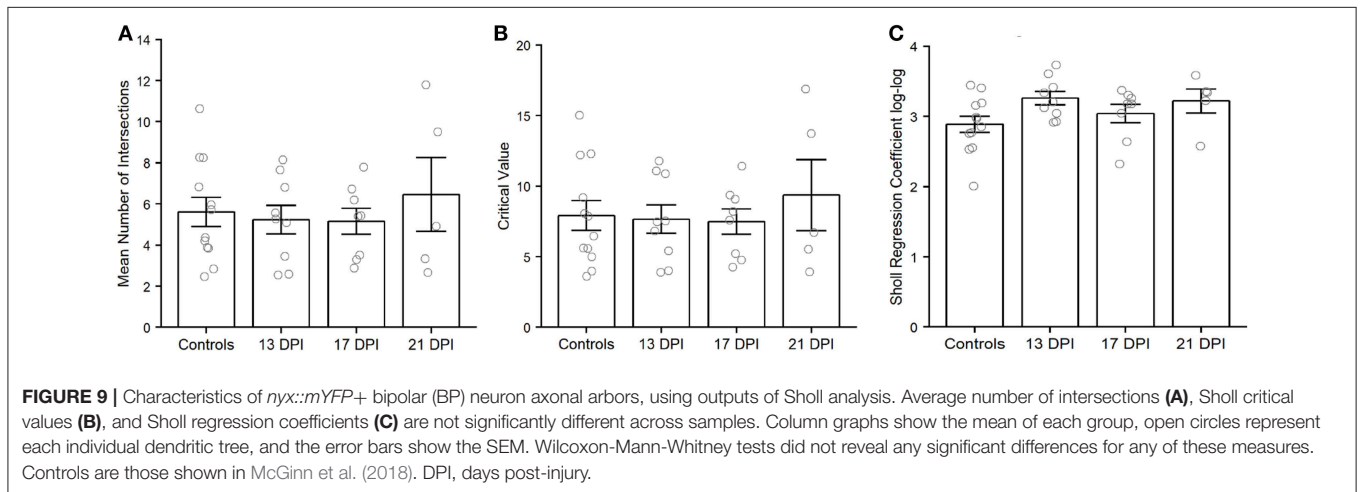 A
14
12
10
8
6
4
2
0
Mean Number of Intersections
Controls 13 DPI 17 DPI 21 DPI
B
20
15
10
5
0
Critical Value
Controls 13 DPI 17 DPI 21 DPI
C
4
3
2
1
0
Sholl Regression Coefficient log-log
Controls 13 DPI 17 DPI 21 DPI
FIGURE 9 | Characteristics of nyx::mYFP+ bipolar (BP) neuron axonal arbors, using outputs of Sholl analysis. Average number of intersections (A), Sholl critical
values (B), and Sholl regression coefficients (C) are not significantly different across samples. Column graphs show the mean of each group, open circles represent
each individual dendritic tree, and the error bars show the SEM. Wilcoxon-Mann-Whitney tests did not reveal any significant differences for any of these measures.
Controls are those shown in McGinn et al. (2018). DPI, days post-injury.